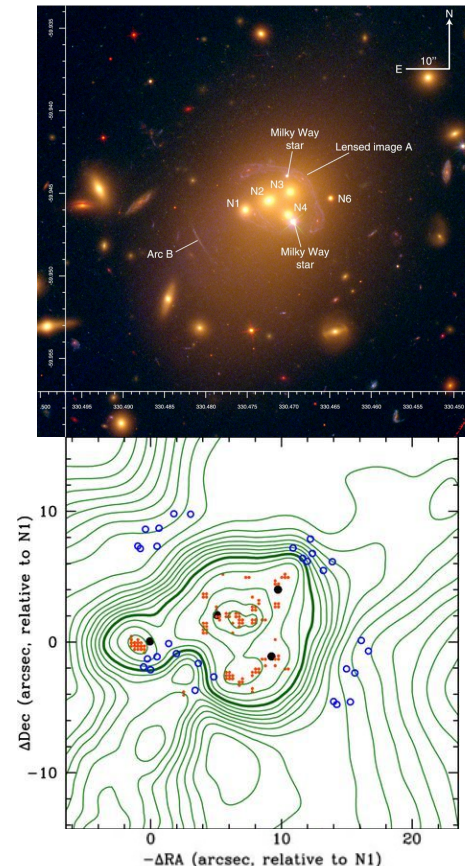 N
10"
E
-59.935
-59.940
-59.945
-59.950
-59.955
Milky Way
star
Lensed image A
N3
N2
N6
N1
N4
Arc B
Milky Way
star
.500 330.495 330.490 330.485 330.480 330.475 330.470 330.465 330.460 330.455 330.450
10
0
−10
ΔDec (arcsec, relative to N1)
0 10 20
−ΔRA (arcsec, relative to N1)